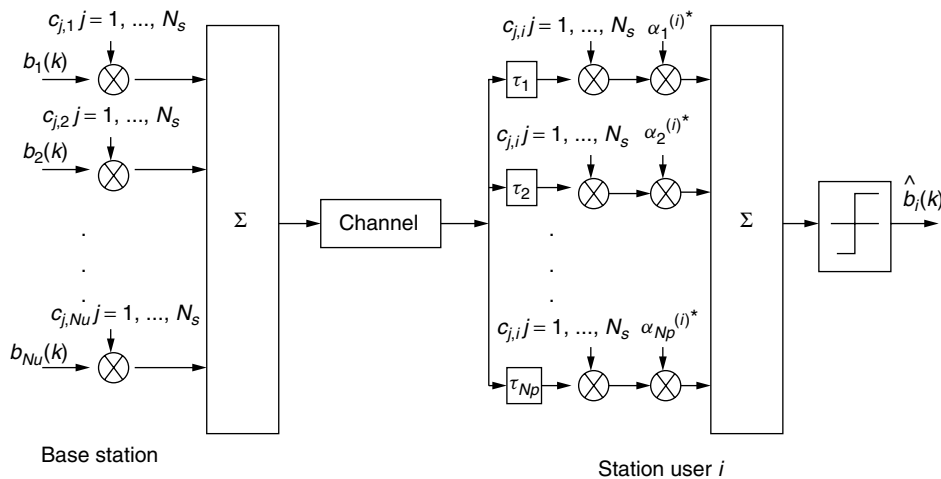 c_{j,1} j = 1, ..., N_s
b_1(k)
c_{j,2} j = 1, ..., N_s
b_2(k)
.
.
.
c_{j,Nu} j = 1, ..., N_s
b_{Nu}(k)
Σ
Base station
Channel
c_{j,i} j = 1, ..., N_s α_1^{(i)*}
τ_1
c_{j,i} j = 1, ..., N_s α_2^{(i)*}
τ_2
. .
. .
. .
c_{j,i} j = 1, ..., N_s α_{Np}^{(i)*}
τ_{Np}
Σ
b̂_i(k)
Station user i